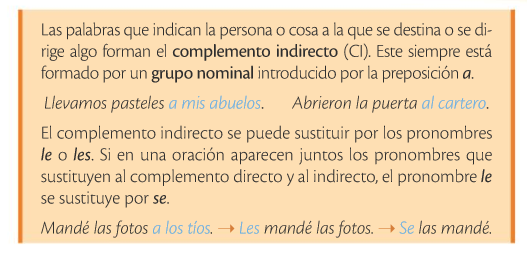 Las palabras que indican la persona o cosa a la que se destina o se di-
rige algo forman el complemento indirecto (CI). Este siempre está
formado por un grupo nominal introducido por la preposición a.
Llevamos pasteles a mis abuelos. Abrieron la puerta al cartero.
El complemento indirecto se puede sustituir por los pronombres
le o les. Si en una oración aparecen juntos los pronombres que
sustituyen al complemento directo y al indirecto, el pronombre le
se sustituye por se.
Mandé las fotos a los tíos. → Les mandé las fotos. → Se las mandé.